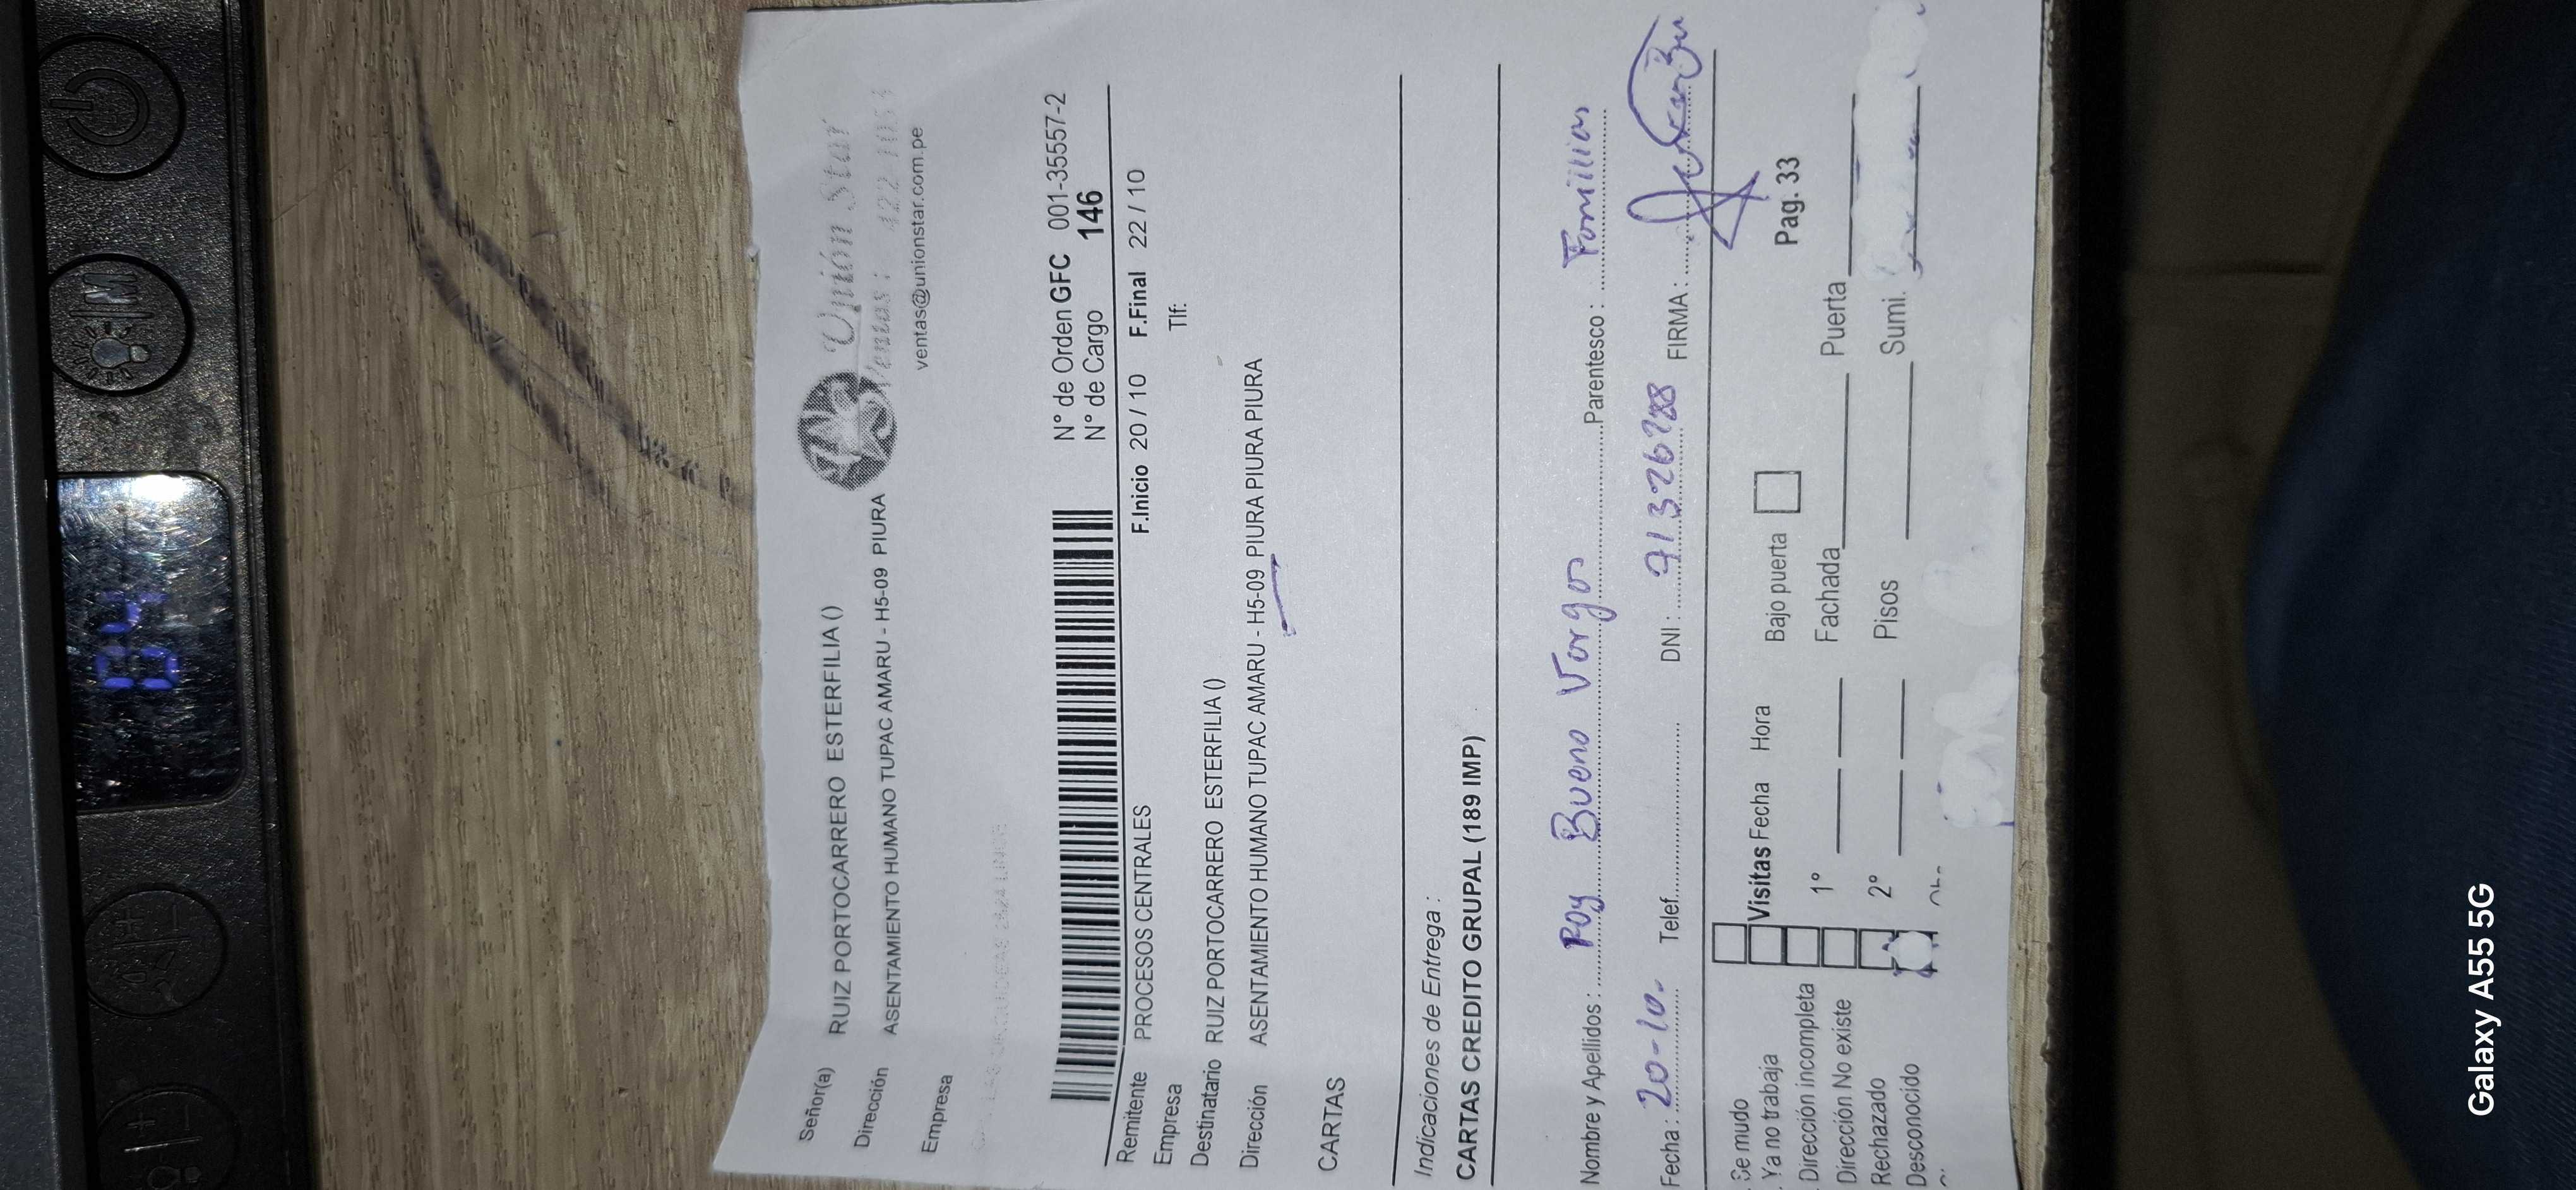 Señor(a) RUIZ PORTOCARRERO ESTERFILIA ()
Dirección ASENTAMIENTO HUMANO TUPAC AMARU - H5-09 PIURA
Empresa
Unión Star
Ventas :
ventas@unionstar.com.pe
N° de Orden GFC 001-35557-2
N° de Cargo 146
Remitente PROCESOS CENTRALES F.Inicio 20 / 10 F.Final 22 / 10
Empresa Tlf:
Destinatario RUIZ PORTOCARRERO ESTERFILIA ()
Dirección ASENTAMIENTO HUMANO TUPAC AMARU - H5-09 PIURA PIURA PIURA
CARTAS
Indicaciones de Entrega :
CARTAS CREDITO GRUPAL (189 IMP)
Nombre y Apellidos : Bueno Vargas Parentesco : Familiar
Fecha : 20-10- Telef. DNI : FIRMA :
Se mudo
Ya no trabaja Visitas Fecha Hora Bajo puerta Pag. 33
Dirección incompleta 1° Fachada Puerta
Dirección No existe
Rechazado 2° Pisos Sumi.
Desconocido
M
Galaxy A55 5G